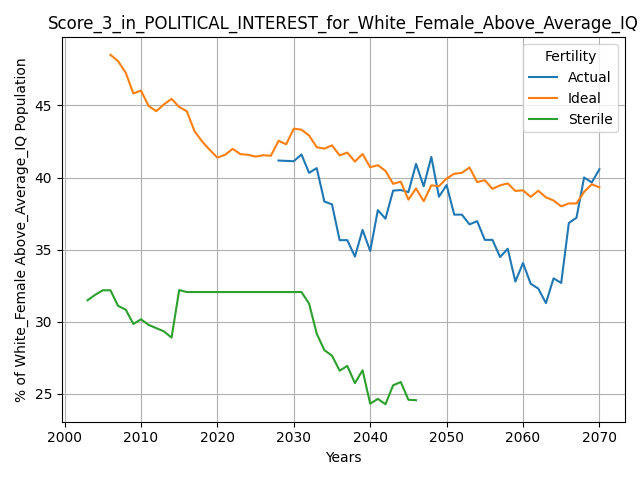 Score_3_in_POLITICAL_INTEREST_for_White_Female_Above_Average_IQ
Fertility
Actual
Ideal
Sterile
% of White_Female Above_Average_IQ Population
45
40
35
30
25
2000 2010 2020 2030 2040 2050 2060 2070
Years